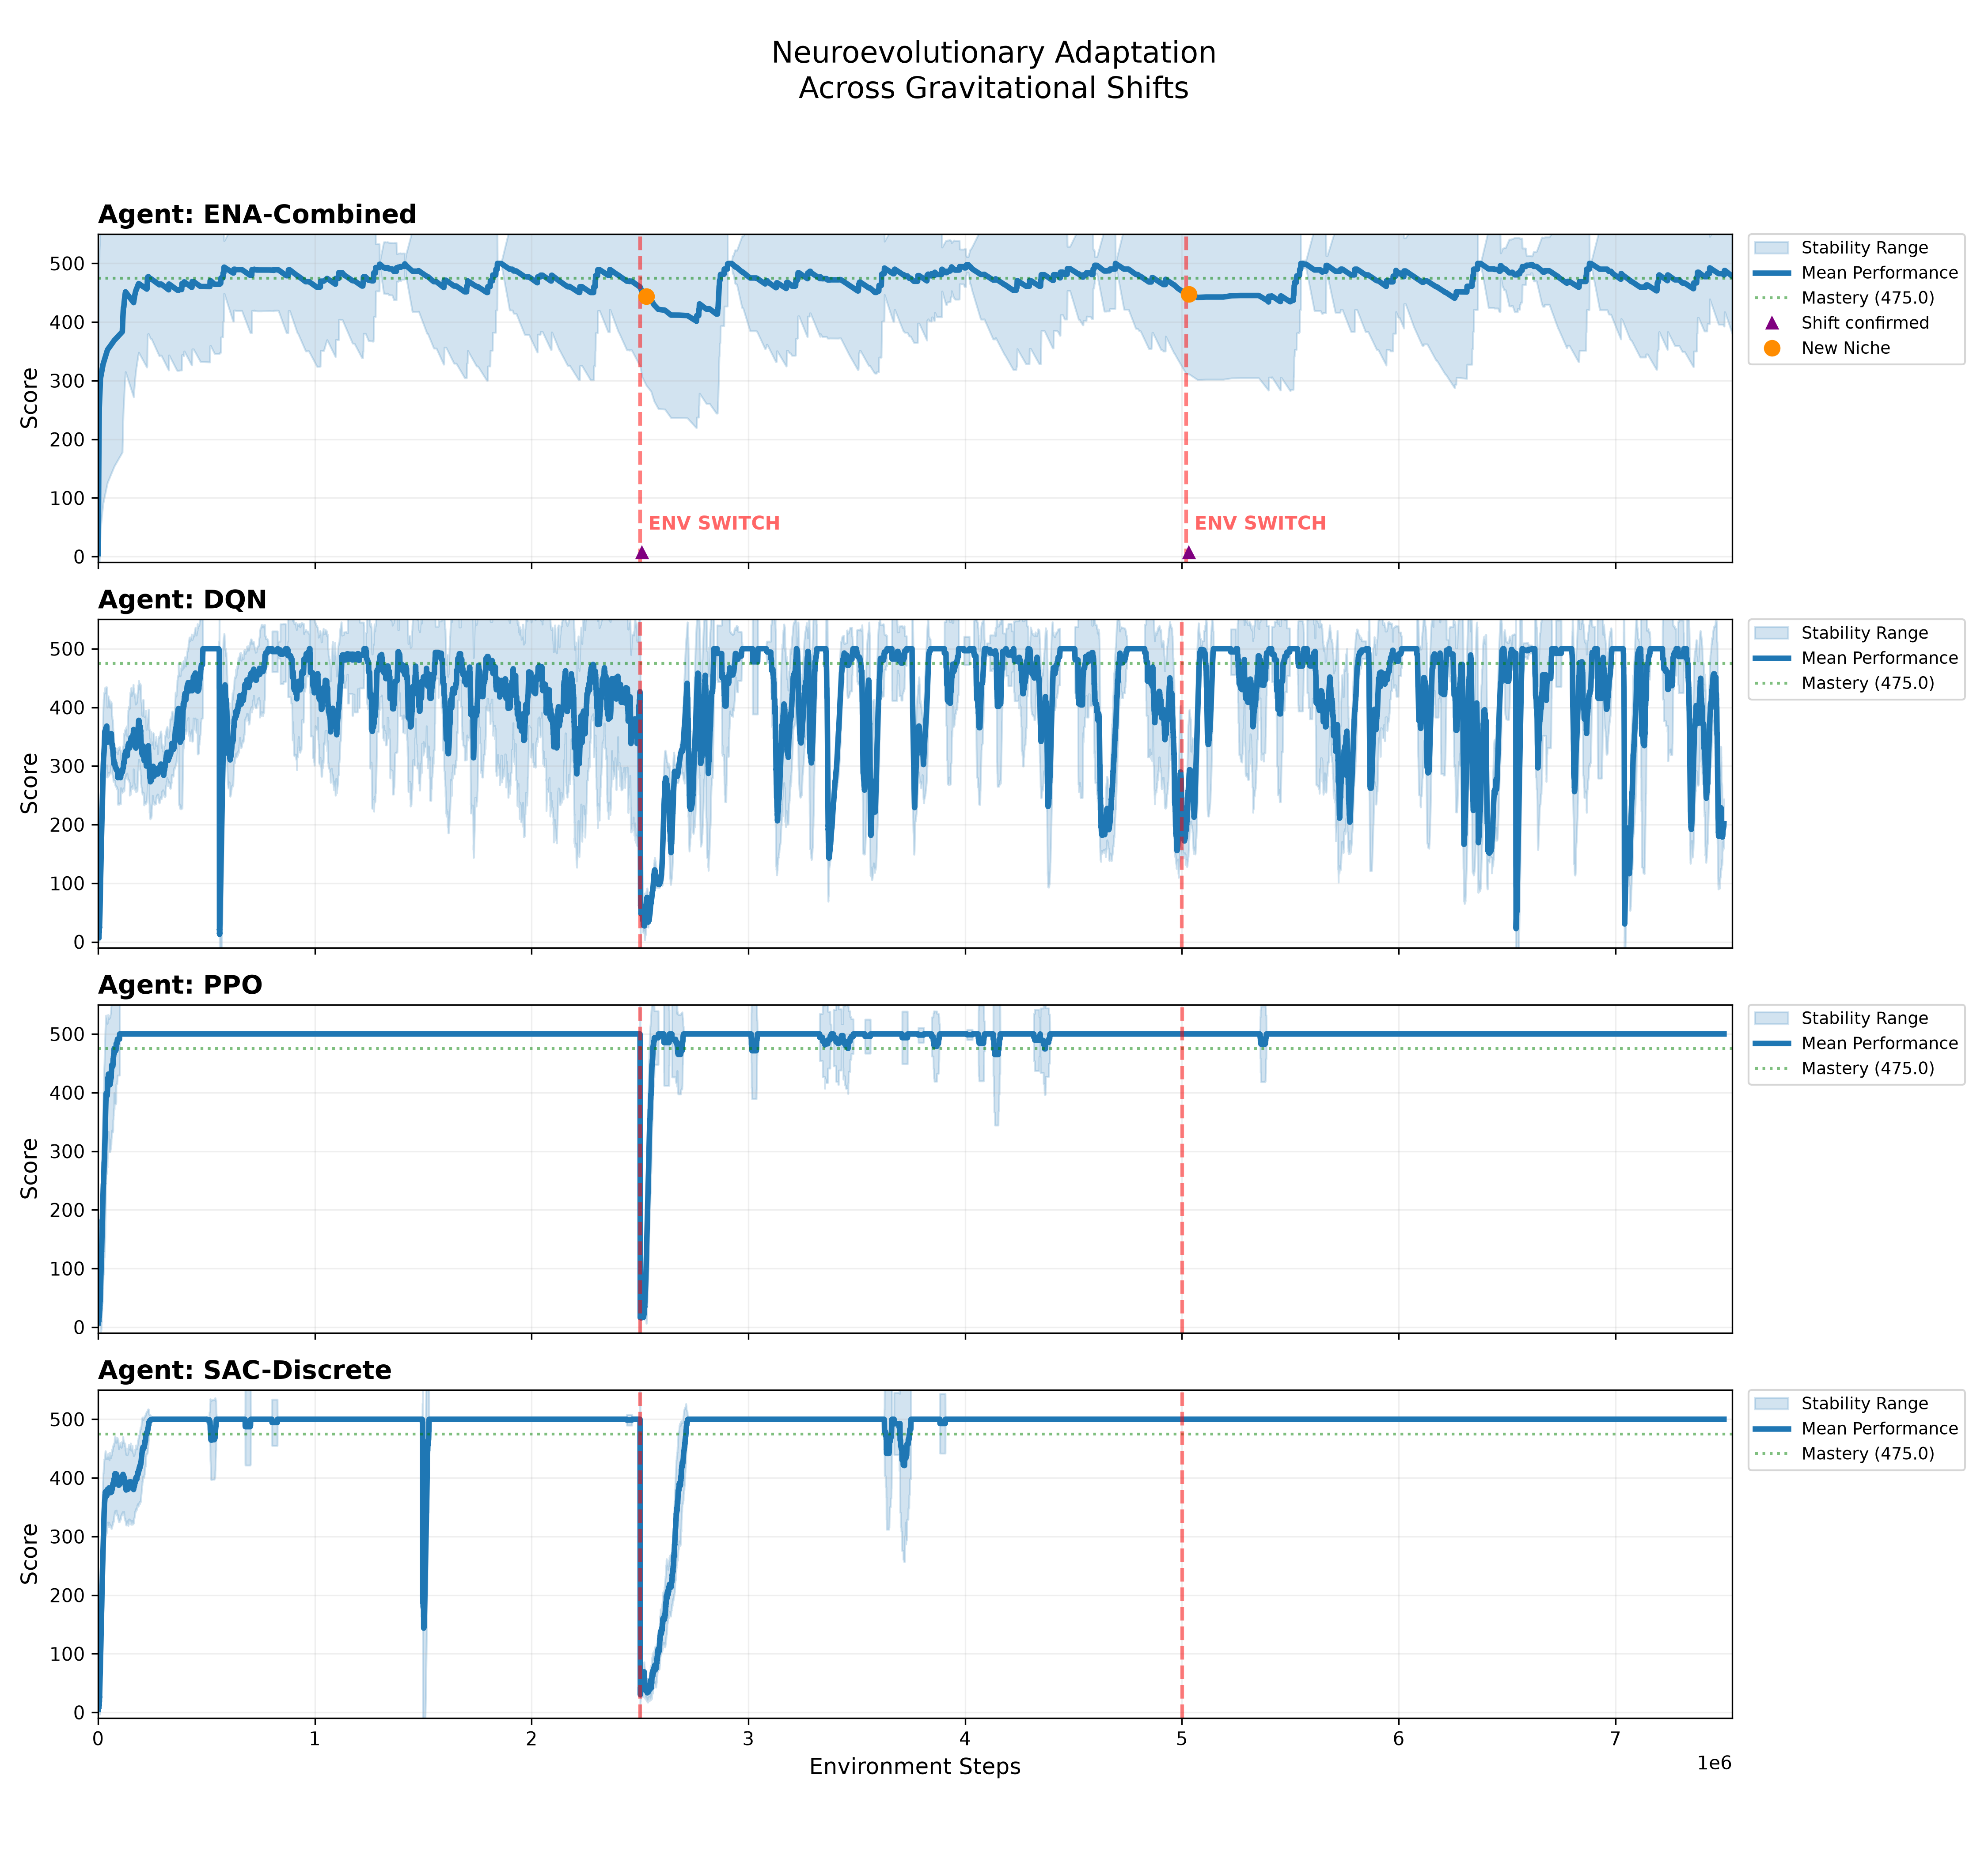 Neuroevolutionary Adaptation
Across Gravitational Shifts
Agent: ENA-Combined
Score
500
400
300
200
100
0
ENV SWITCH
ENV SWITCH
Stability Range
Mean Performance
Mastery (475.0)
Shift confirmed
New Niche
Agent: DQN
Score
500
400
300
200
100
0
Stability Range
Mean Performance
Mastery (475.0)
Agent: PPO
Score
500
400
300
200
100
0
Stability Range
Mean Performance
Mastery (475.0)
Agent: SAC-Discrete
Score
500
400
300
200
100
0
Stability Range
Mean Performance
Mastery (475.0)
0 1 2 3 4 5 6 7
1e6
Environment Steps